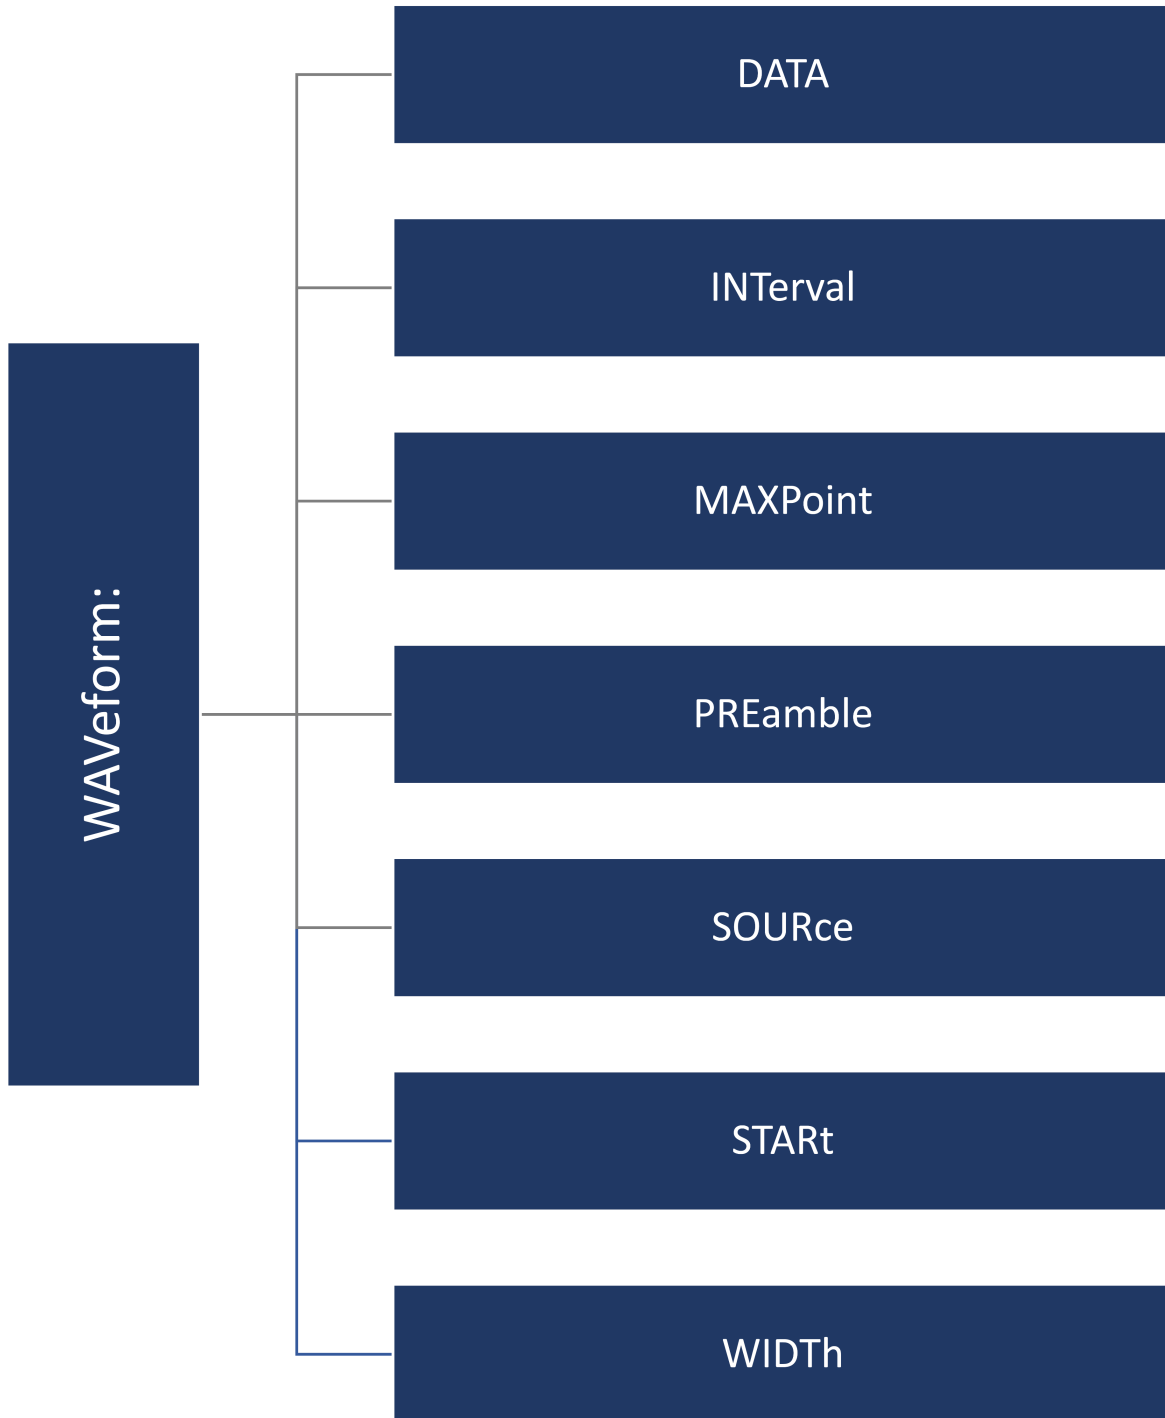 WAVeform:
DATA
INTerval
MAXPoint
PREamble
SOURce
STARt
WIDTh